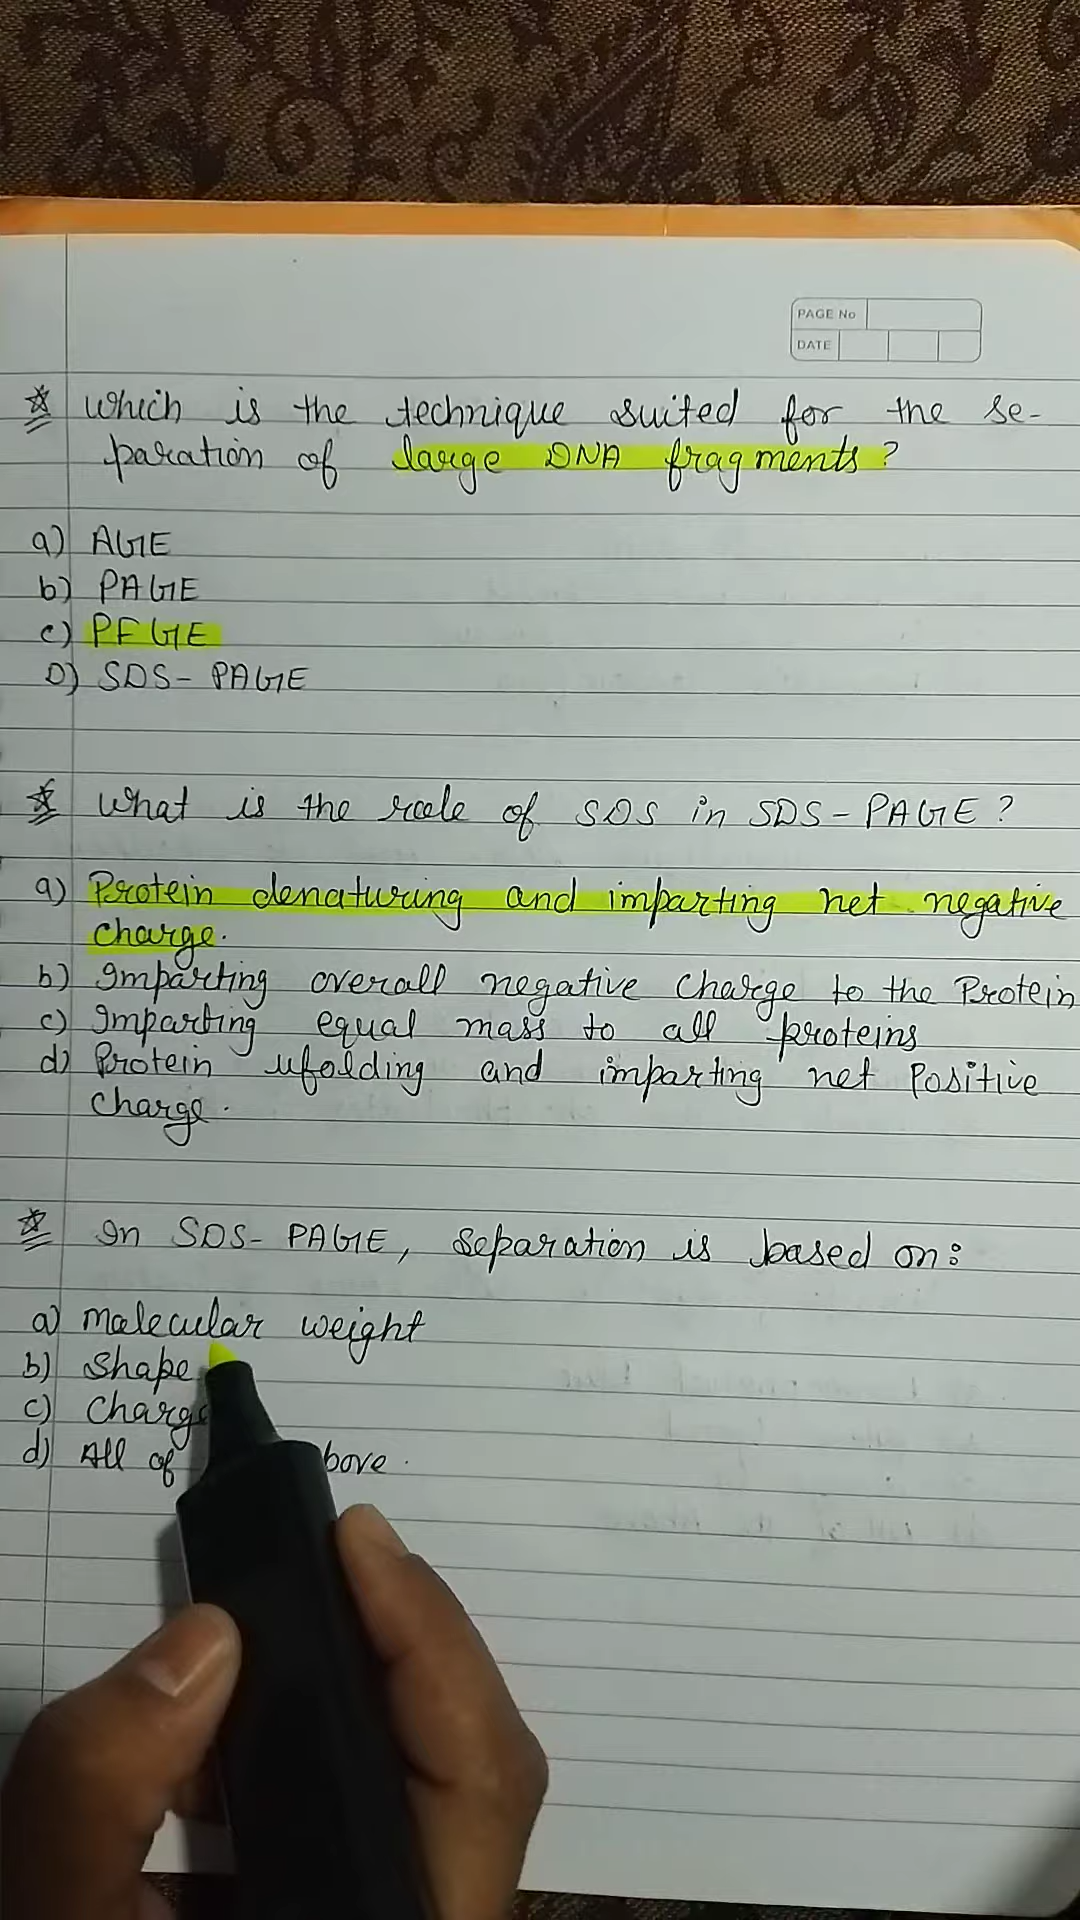 PAGE No
DATE
Which is the technique suited for the se-
paration of large DNA fragments?
a) AGE
b) PAGE
c) PFGE
D) SDS- PAGE
What is the role of SDS in SDS-PAGE?
a) Protein denaturing and imparting net negative
charge.
b) Imparting overall negative charge to the Protein
c) Imparting equal mass to all proteins
d) Protein ufolding and imparting net Positive
charge.
In SDS- PAGE, Separation is based on:
a) Molecular weight
b) Shape
c) Charge
d) All of bove.